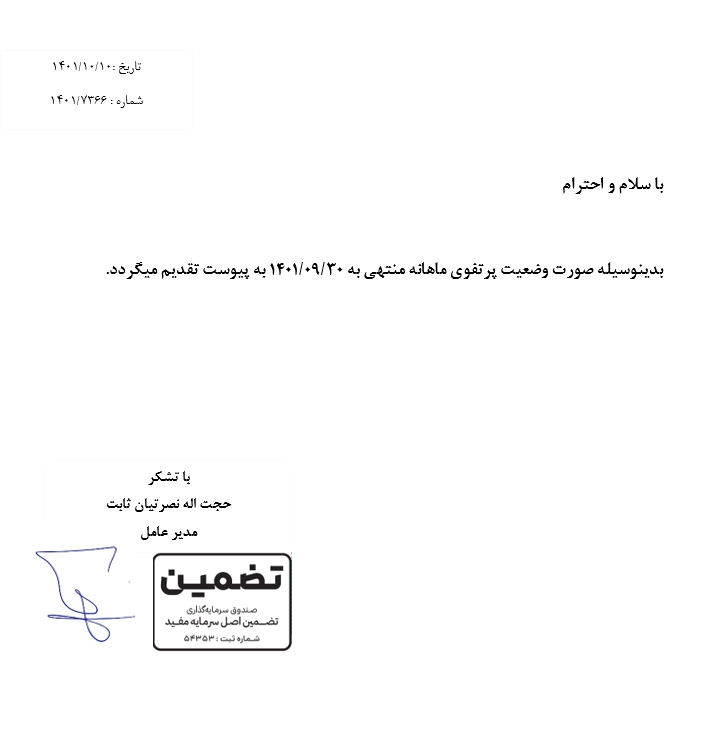 تاریخ :۱۴۰۱/۱۰/۱۰
شماره : ۱۴۰۱/۷۳۶۶
با سلام و احترام
بدینوسیله صورت وضعیت پرتفوی ماهانه منتهی به ۱۴۰۱/۰۹/۳۰ به پیوست تقدیم میگردد.
با تشکر
حجت اله نصرتیان ثابت
مدیر عامل
تضمین
صندوق سرمایه‌گذاری
تضمین اصل سرمایه مفید
شماره ثبت : ۵۴۳۵۳